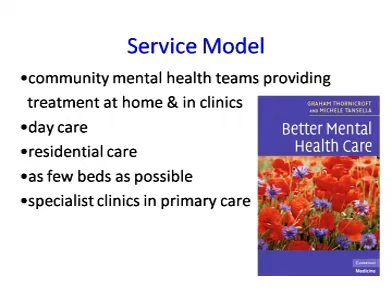 Service Model
•community mental health teams providing
treatment at home & in clinics
•day care
•residential care
•as few beds as possible
•specialist clinics in primary care
GRAHAM THORNICROFT
AND MICHELE TANSELLA
Better Mental
Health Care
CAMBRIDGE
Medicine